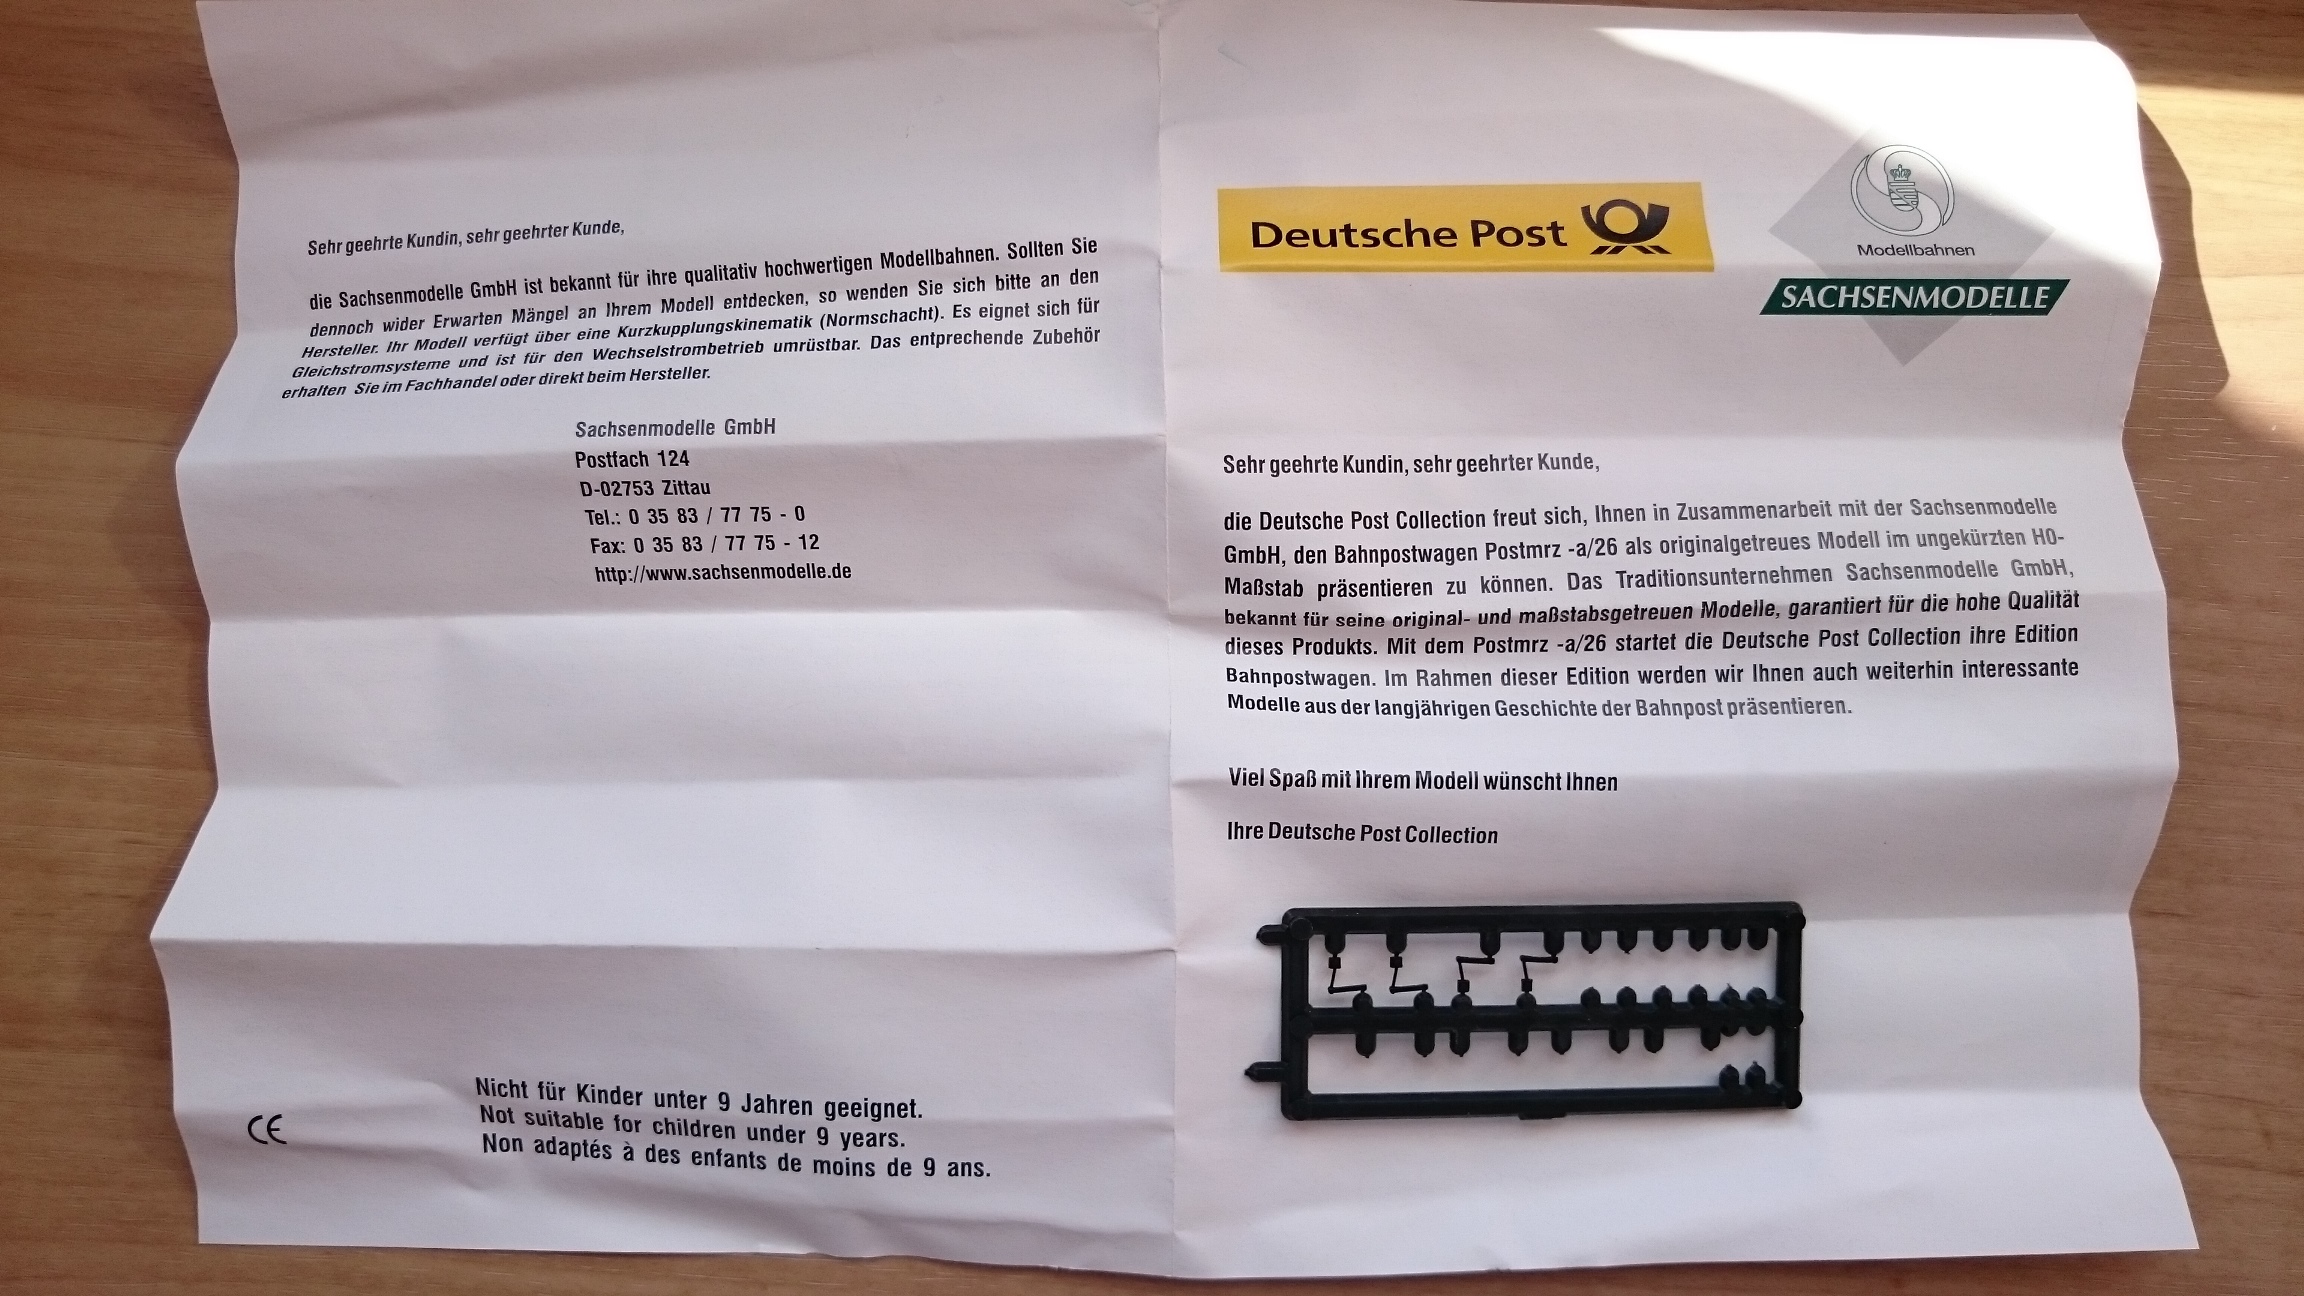 Sehr geehrte Kundin, sehr geehrter Kunde,
die Sachsenmodelle GmbH ist bekannt für ihre qualitativ hochwertigen Modellbahnen. Sollten Sie
dennoch wider Erwarten Mängel an Ihrem Modell entdecken, so wenden Sie sich bitte an den
Hersteller. Ihr Modell verfügt über eine Kurzkupplungskinematik (Normschacht). Es eignet sich für
Gleichstromsysteme und ist für den Wechselstrombetrieb umrüstbar. Das entprechende Zubehör
erhalten Sie im Fachhandel oder direkt beim Hersteller.
Sachsenmodelle GmbH
Postfach 124
D-02753 Zittau
Tel.: 0 35 83 / 77 75 - 0
Fax: 0 35 83 / 77 75 - 12
http://www.sachsenmodelle.de
CE
Nicht für Kinder unter 9 Jahren geeignet.
Not suitable for children under 9 years.
Non adaptés à des enfants de moins de 9 ans.
Deutsche Post
Modellbahnen
SACHSENMODELLE
Sehr geehrte Kundin, sehr geehrter Kunde,
die Deutsche Post Collection freut sich, Ihnen in Zusammenarbeit mit der Sachsenmodelle
GmbH, den Bahnpostwagen Postmrz -a/26 als originalgetreues Modell im ungekürzten H0-
Maßstab präsentieren zu können. Das Traditionsunternehmen Sachsenmodelle GmbH,
bekannt für seine original- und maßstabsgetreuen Modelle, garantiert für die hohe Qualität
dieses Produkts. Mit dem Postmrz -a/26 startet die Deutsche Post Collection ihre Edition
Bahnpostwagen. Im Rahmen dieser Edition werden wir Ihnen auch weiterhin interessante
Modelle aus der langjährigen Geschichte der Bahnpost präsentieren.
Viel Spaß mit Ihrem Modell wünscht Ihnen
Ihre Deutsche Post Collection